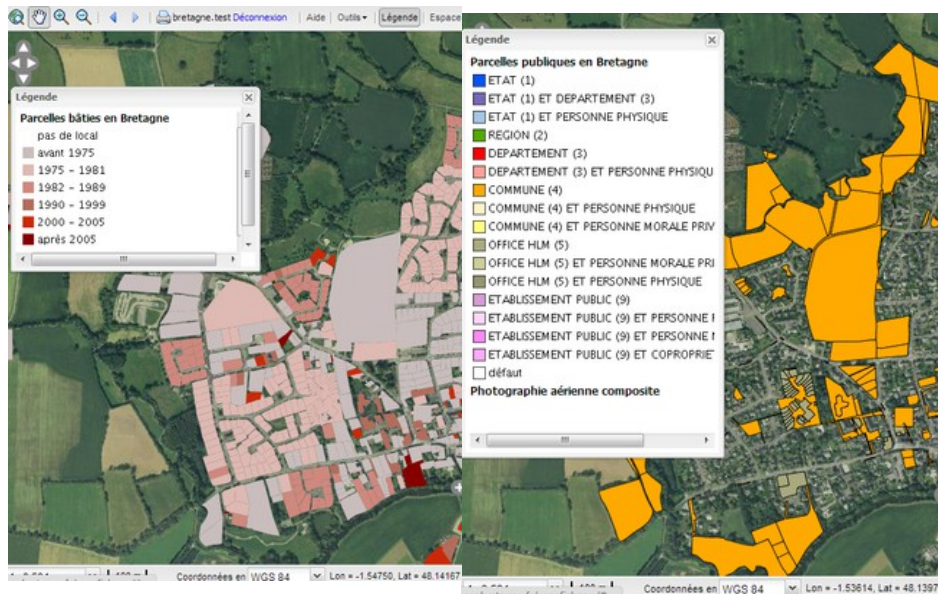 bretagne.test Déconnexion | Aide | Outils | Légende | Espace
Légende
Parcelles bâties en Bretagne
pas de local
avant 1975
1975 - 1981
1982 - 1989
1990 - 1999
2000 - 2005
après 2005
Coordonnées en WGS 84 Lon = -1.54750, Lat = 48.14167
Légende
Parcelles publiques en Bretagne
ETAT (1)
ETAT (1) ET DEPARTEMENT (3)
ETAT (1) ET PERSONNE PHYSIQUE
REGION (2)
DEPARTEMENT (3)
DEPARTEMENT (3) ET PERSONNE PHYSIQU
COMMUNE (4)
COMMUNE (4) ET PERSONNE PHYSIQUE
COMMUNE (4) ET PERSONNE MORALE PRIV
OFFICE HLM (5)
OFFICE HLM (5) ET PERSONNE MORALE PRI
OFFICE HLM (5) ET PERSONNE PHYSIQUE
ETABLISSEMENT PUBLIC (9)
ETABLISSEMENT PUBLIC (9) ET PERSONNE
ETABLISSEMENT PUBLIC (9) ET PERSONNE
ETABLISSEMENT PUBLIC (9) ET COPROPRIET
défaut
Photographie aérienne composite
Coordonnées en WGS 84 Lon = -1.53614, Lat = 48.1397